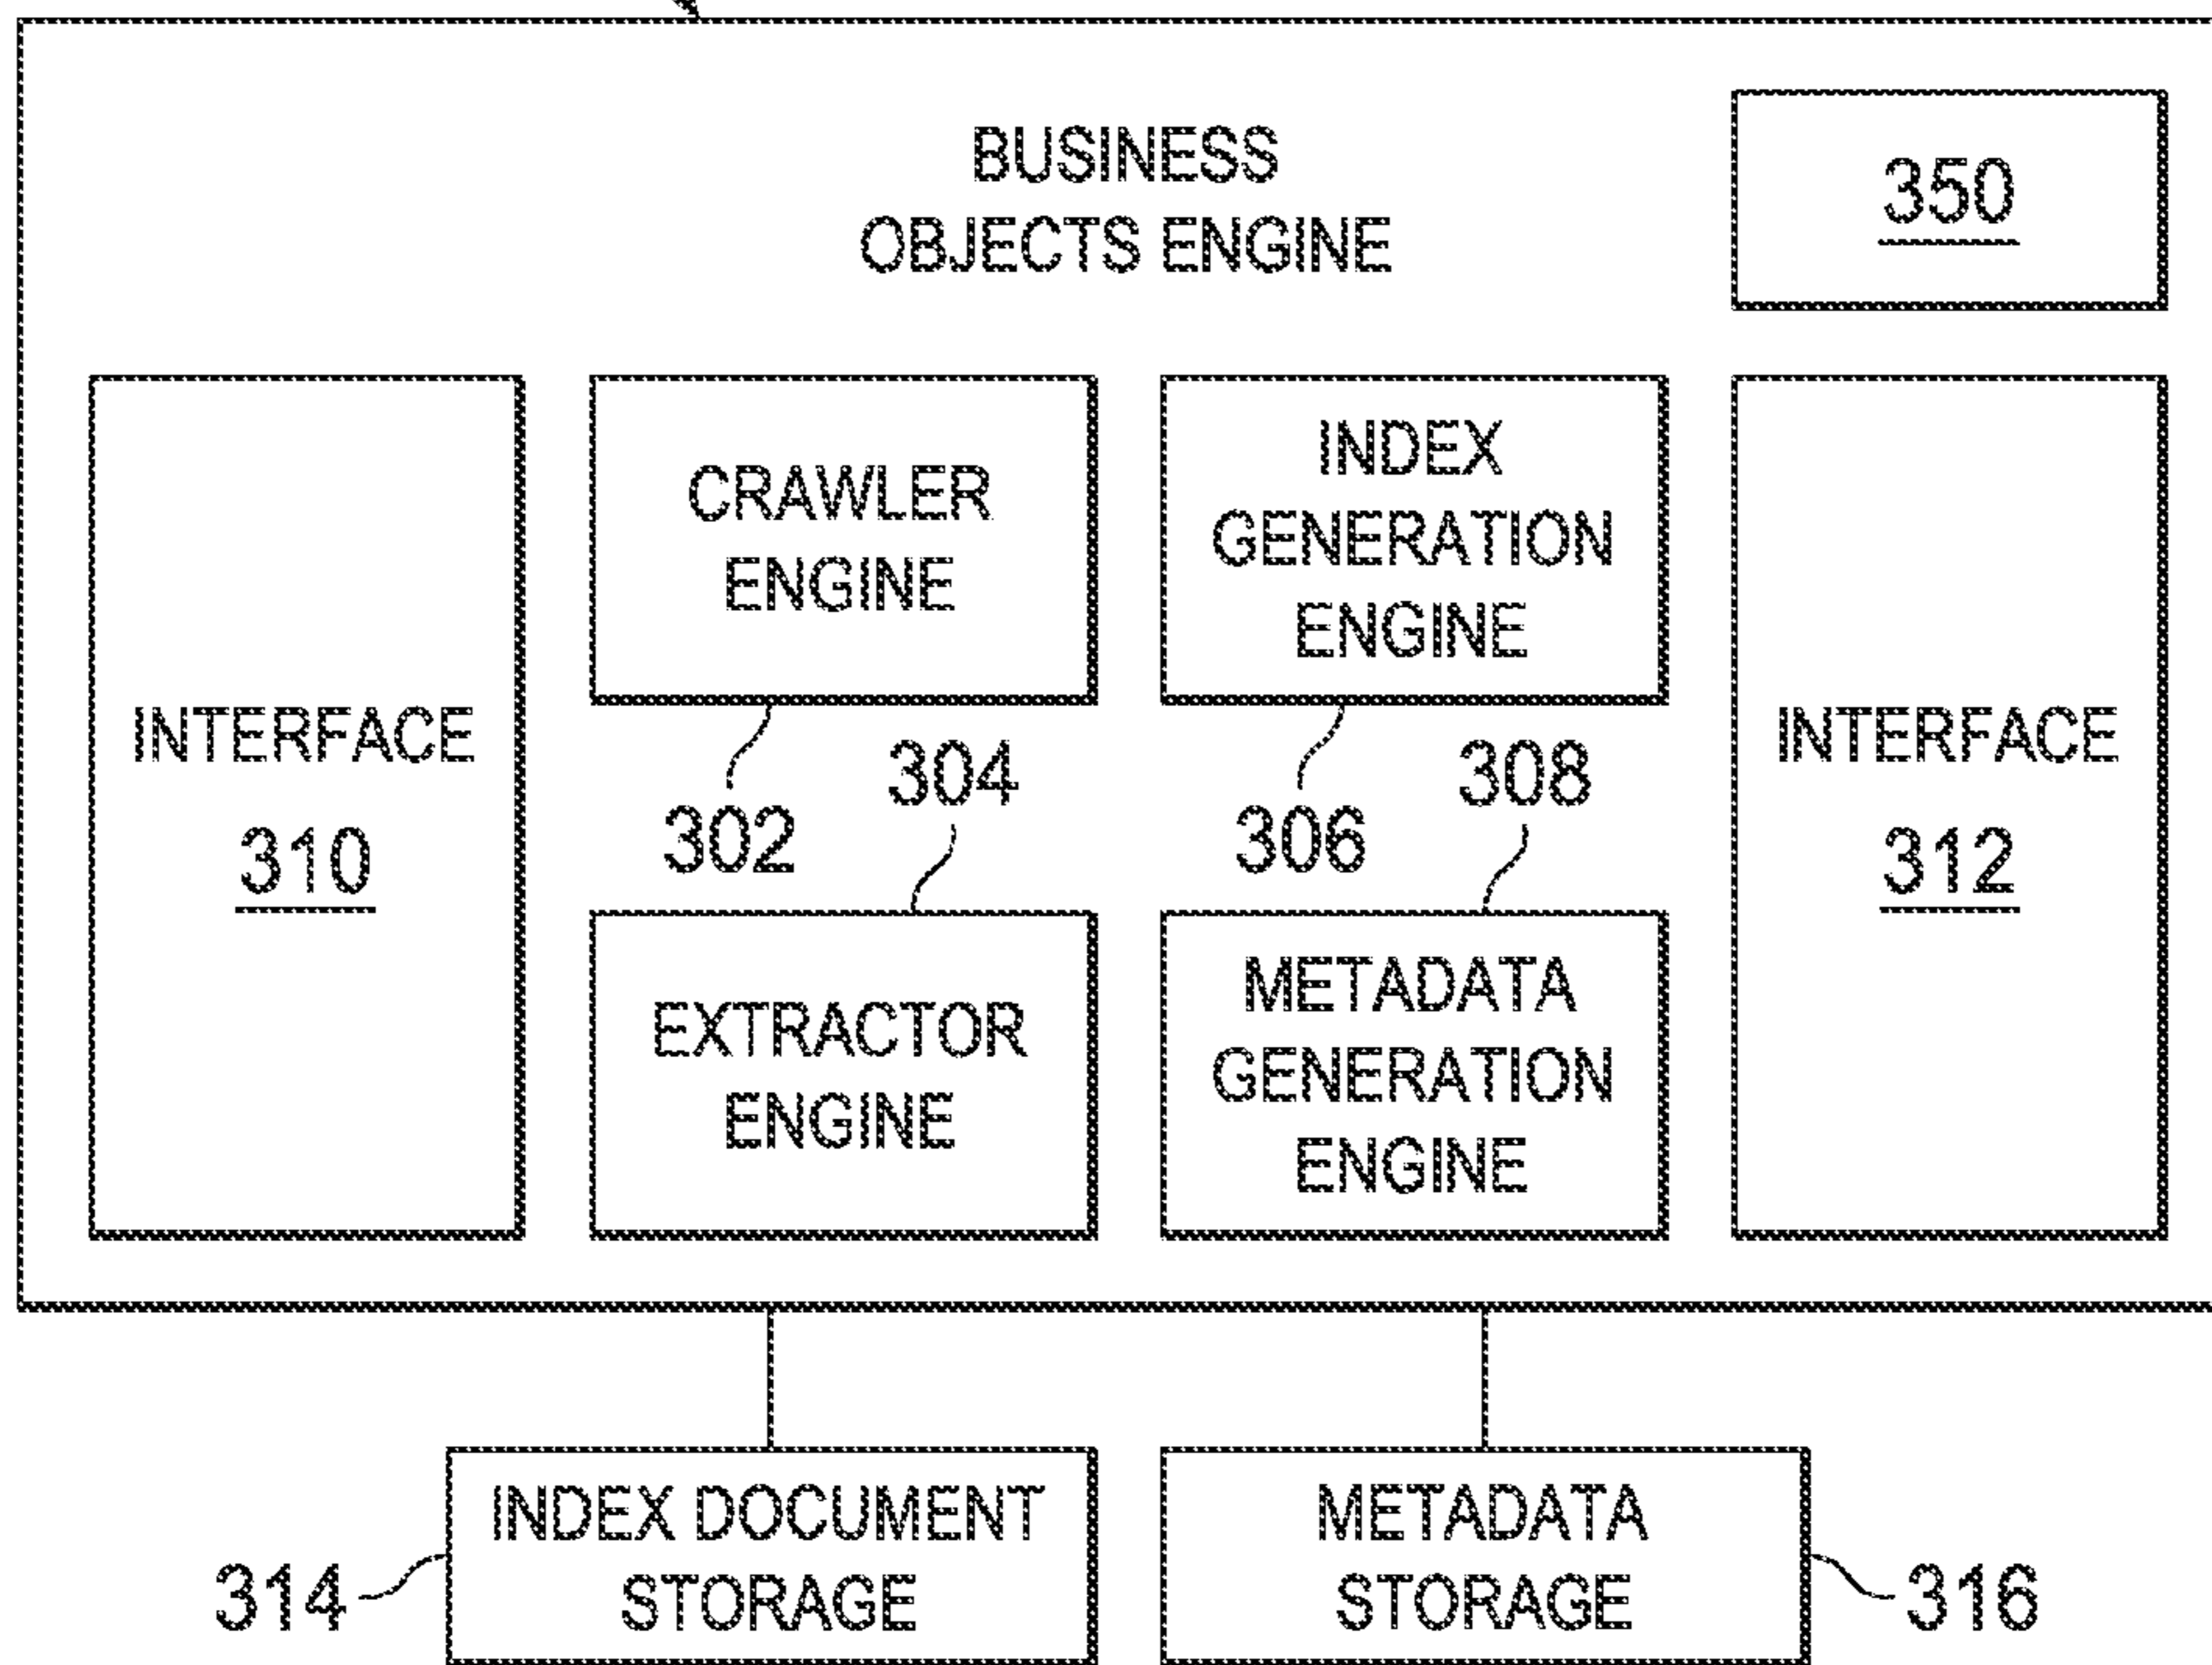 BUSINESS
OBJECTS ENGINE
350
INTERFACE
310
CRAWLER
ENGINE
302
304
EXTRACTOR
ENGINE
INDEX
GENERATION
ENGINE
306
308
METADATA
GENERATION
ENGINE
INTERFACE
312
INDEX DOCUMENT
STORAGE
314
METADATA
STORAGE
316